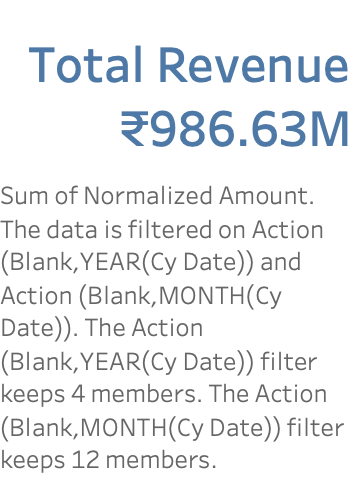 Total Revenue
₹986.63M
Sum of Normalized Amount.
The data is filtered on Action
(Blank,YEAR(Cy Date)) and
Action (Blank,MONTH(Cy
Date)). The Action
(Blank,YEAR(Cy Date)) filter
keeps 4 members. The Action
(Blank,MONTH(Cy Date)) filter
keeps 12 members.